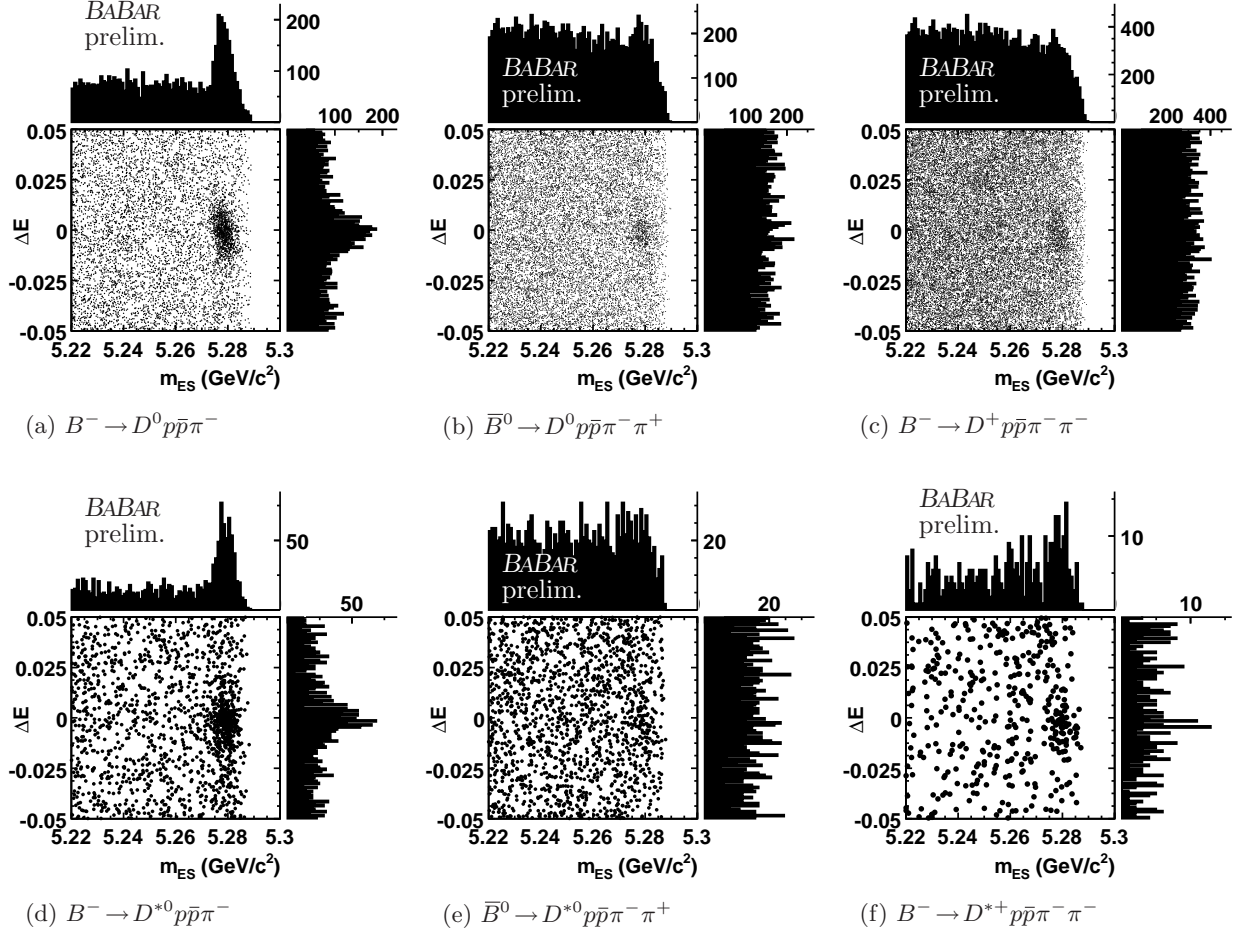 BABAR
prelim.
200
100
100 200
0.05
0.025
0
-0.025
-0.05
ΔE
5.22 5.24 5.26 5.28 5.3
m_ES (GeV/c²)
(a) B⁻ → D⁰pp̄π⁻
BABAR
prelim.
200
100
100 200
0.05
0.025
0
-0.025
-0.05
ΔE
5.22 5.24 5.26 5.28 5.3
m_ES (GeV/c²)
(b) B̅⁰ → D⁰pp̄π⁻π⁺
BABAR
prelim.
400
200
200 400
0.05
0.025
0
-0.025
-0.05
ΔE
5.22 5.24 5.26 5.28 5.3
m_ES (GeV/c²)
(c) B⁻ → D⁺pp̄π⁻π⁻
BABAR
prelim.
50
50
0.05
0.025
0
-0.025
-0.05
ΔE
5.22 5.24 5.26 5.28 5.3
m_ES (GeV/c²)
(d) B⁻ → D*⁰pp̄π⁻
BABAR
prelim.
20
20
0.05
0.025
0
-0.025
-0.05
ΔE
5.22 5.24 5.26 5.28 5.3
m_ES (GeV/c²)
(e) B̅⁰ → D*⁰pp̄π⁻π⁺
BABAR
prelim.
10
10
0.05
0.025
0
-0.025
-0.05
ΔE
5.22 5.24 5.26 5.28 5.3
m_ES (GeV/c²)
(f) B⁻ → D*⁺pp̄π⁻π⁻